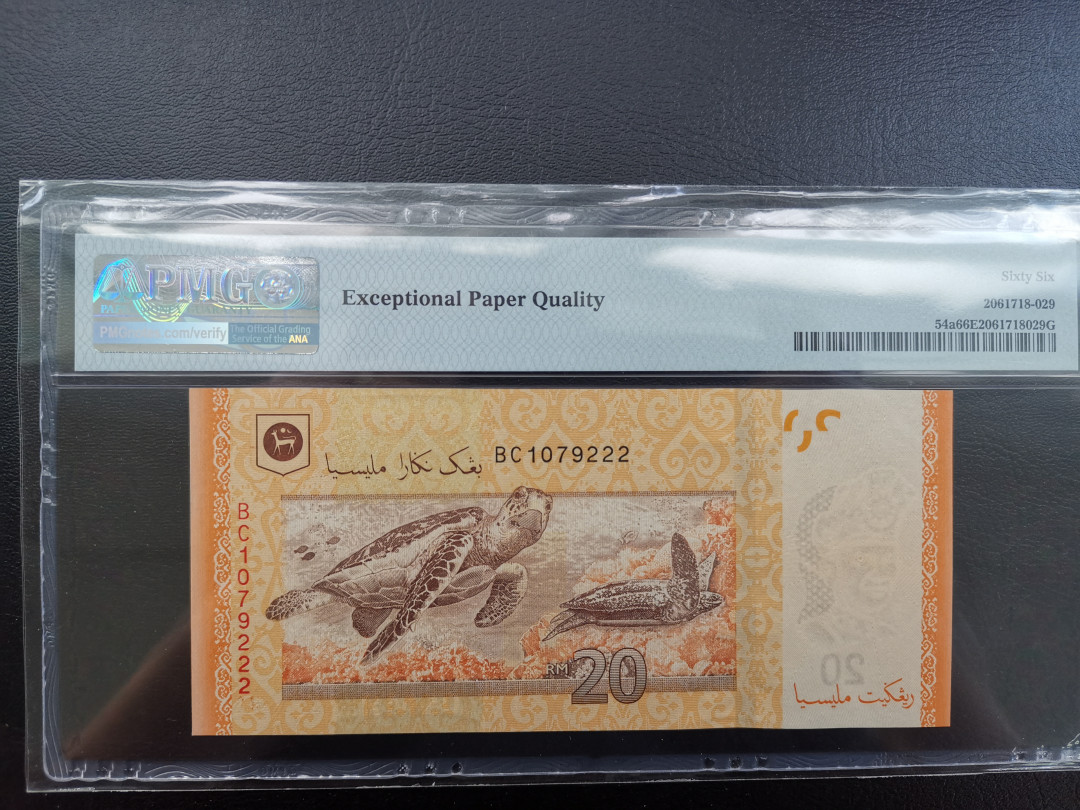 PMG
Exceptional Paper Quality
Sixty Six
2061718-029
54a66E2061718029G
.com/verify
The Official Grading
Service of the ANA
بڠک نݢارا مليسيا
BC1079222
BC1079222
RM 20
20
ريڠݢيت مليسيا